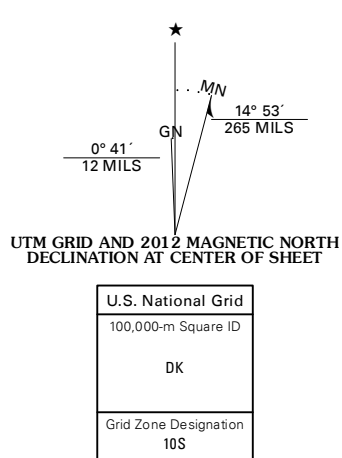 MN
14° 53´
265 MILS
GN
0° 41´
12 MILS
UTM GRID AND 2012 MAGNETIC NORTH
DECLINATION AT CENTER OF SHEET
U.S. National Grid
100,000-m Square ID
DK
Grid Zone Designation
10S